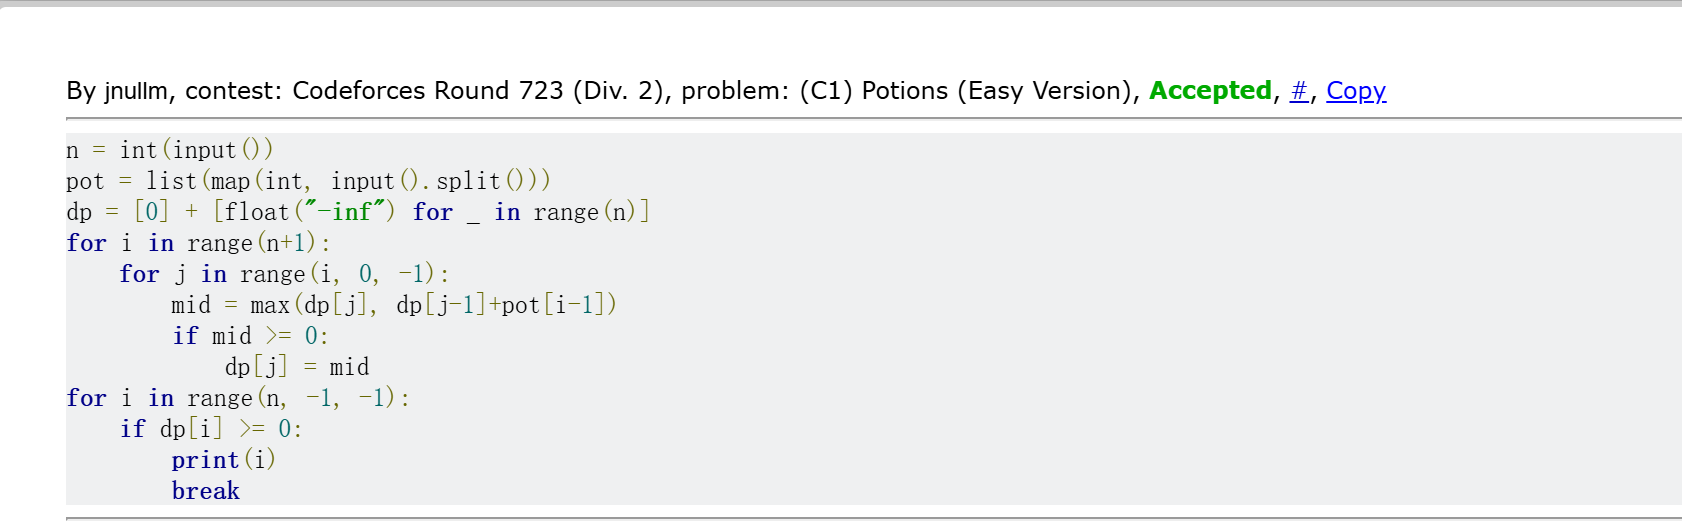 By jnullm, contest: Codeforces Round 723 (Div. 2), problem: (C1) Potions (Easy Version), Accepted, #, Copy
n = int(input())
pot = list(map(int, input().split()))
dp = [0] + [float("-inf") for _ in range(n)]
for i in range(n+1):
    for j in range(i, 0, -1):
        mid = max(dp[j], dp[j-1]+pot[i-1])
        if mid >= 0:
            dp[j] = mid
for i in range(n, -1, -1):
    if dp[i] >= 0:
        print(i)
        break